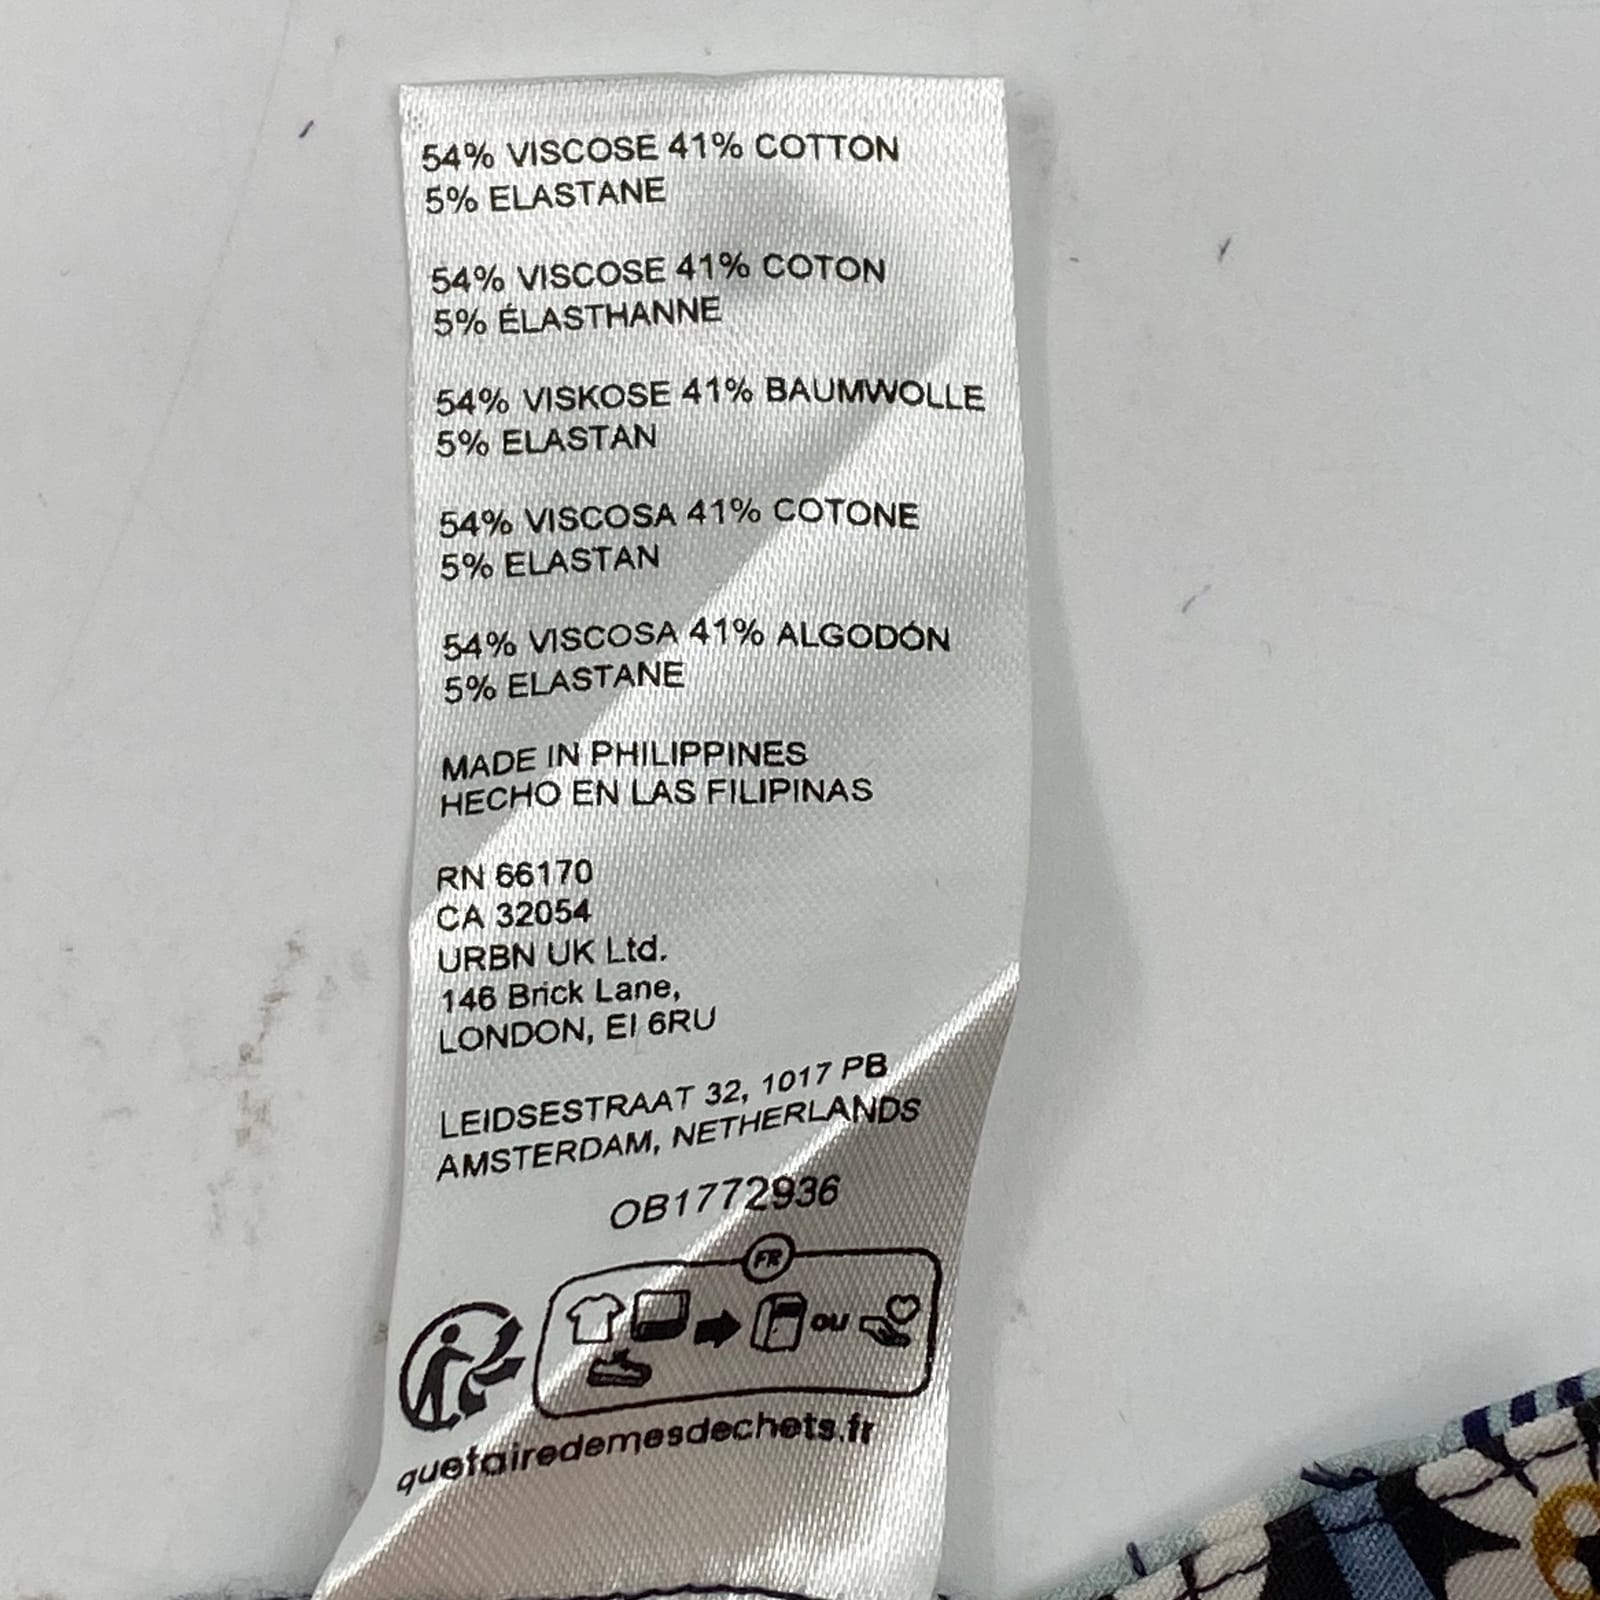 54% VISCOSE 41% COTTON
5% ELASTANE
54% VISCOSE 41% COTON
5% ÉLASTHANNE
54% VISKOSE 41% BAUMWOLLE
5% ELASTAN
54% VISCOSA 41% COTONE
5% ELASTAN
54% VISCOSA 41% ALGODÓN
5% ELASTANE
MADE IN PHILIPPINES
HECHO EN LAS FILIPINAS
RN 66170
CA 32054
URBN UK Ltd.
146 Brick Lane,
LONDON, EI 6RU
LEIDSESTRAAT 32, 1017 PB
AMSTERDAM, NETHERLANDS
OB1772936
FR
OU
quefairedemesdechets.fr